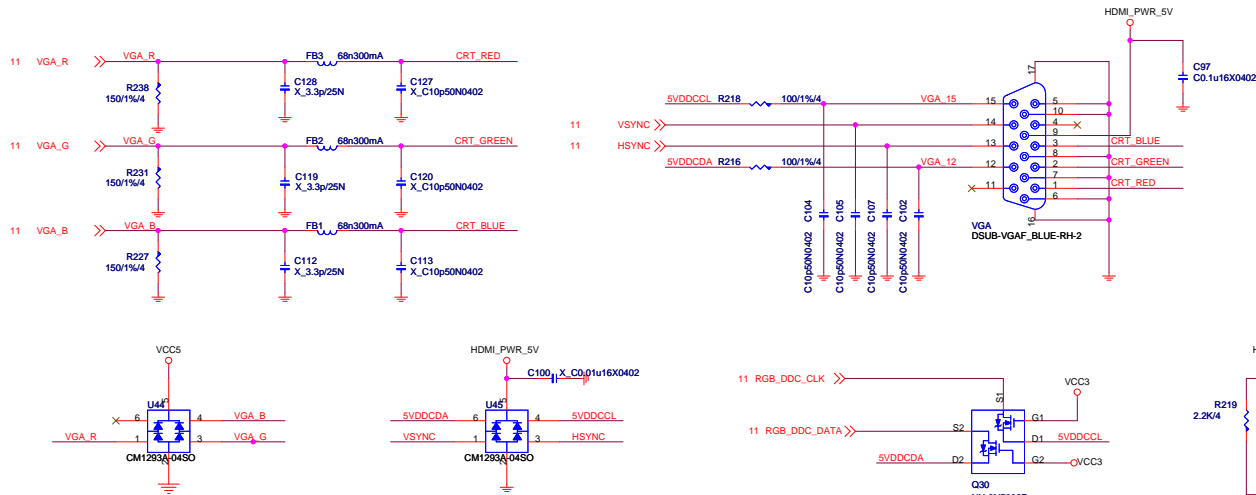 HDMI_PWR_5V
11 VGA_R VGA_R FB3 68n300mA CRT_RED
R238
150/1%/4
C128
X_3.3p/25N
C127
X_C10p50N0402
17
C97
C0.1u16X0402
5VDDCCL R218 100/1%/4 VGA_15 15 5
10
11 VSYNC 14 4
9
11 VGA_G VGA_G FB2 68n300mA CRT_GREEN
11 HSYNC 13 3 CRT_BLUE
8
5VDDCDA R216 100/1%/4 VGA_12 12 2 CRT_GREEN
7
11 1 CRT_RED
6
R231
150/1%/4
C119
X_3.3p/25N
C120
X_C10p50N0402
C104
C10p50N0402
C105
C10p50N0402
C107
C10p50N0402
C102
C10p50N0402
16
VGA
DSUB-VGAF_BLUE-RH-2
11 VGA_B VGA_B FB1 68n300mA CRT_BLUE
R227
150/1%/4
C112
X_3.3p/25N
C113
X_C10p50N0402
VCC5
5
U44
6 4 VGA_B
VGA_R 1 3 VGA_G
2
CM1293A-04SO
HDMI_PWR_5V
C100 X_C0.01u16X0402
5
U45
5VDDCDA 6 4 5VDDCCL
VSYNC 1 3 HSYNC
2
CM1293A-04SO
11 RGB_DDC_CLK
S1
VCC3
G1
11 RGB_DDC_DATA S2
D1 5VDDCCL
5VDDCDA D2 G2 VCC3
Q30
H
R219
2.2K/4